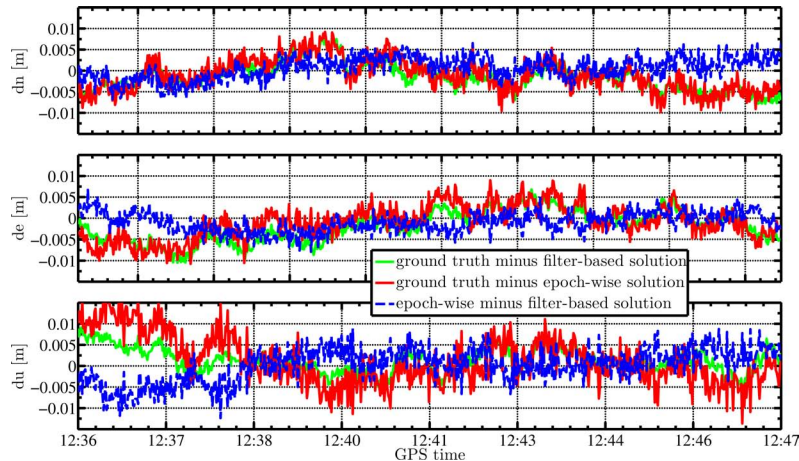 0.01
0.005
0
−0.005
−0.01
dn [m]
0.01
0.005
0
−0.005
−0.01
de [m]
ground truth minus filter-based solution
ground truth minus epoch-wise solution
epoch-wise minus filter-based solution
0.01
0.005
0
−0.005
−0.01
du [m]
12:36 12:37 12:38 12:40 12:41 12:43 12:44 12:46 12:47
GPS time